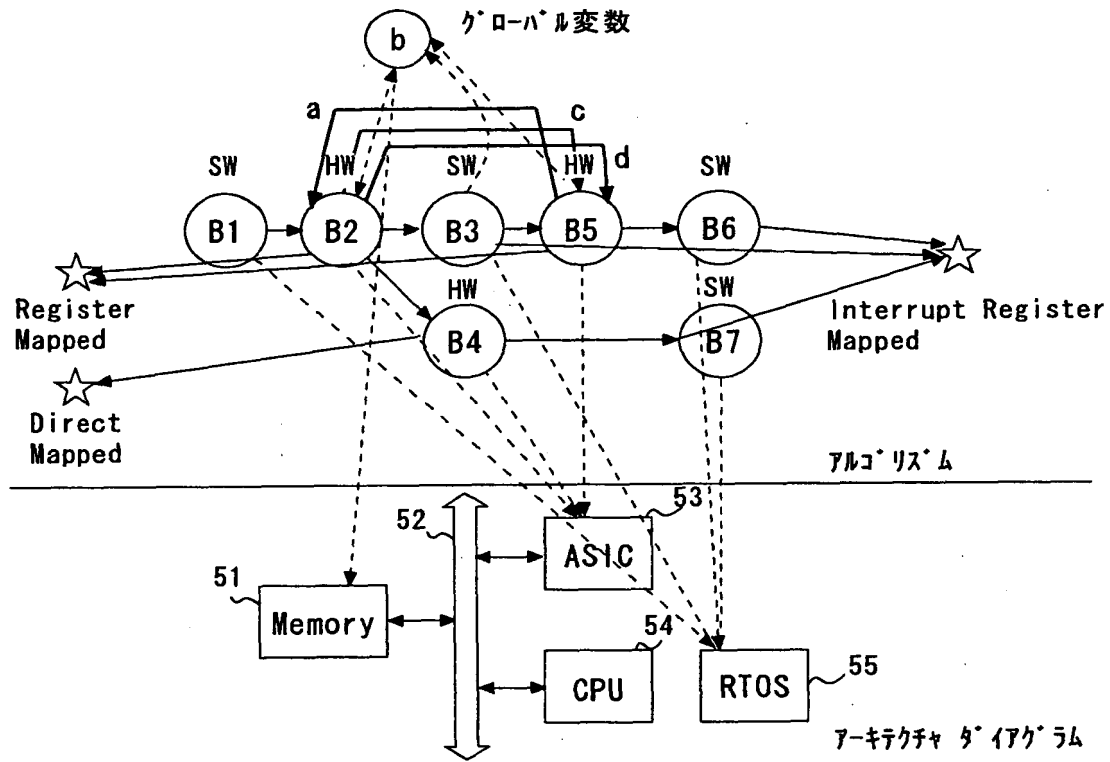 グローバル変数
b
a
c
d
SW
HW
SW
HW
SW
B1
B2
B3
B5
B6
HW
SW
B4
B7
Register
Mapped
Interrupt Register
Mapped
Direct
Mapped
アルゴリズム
51
52
53
54
55
Memory
ASIC
CPU
RTOS
アーキテクチャ ダイアグラム